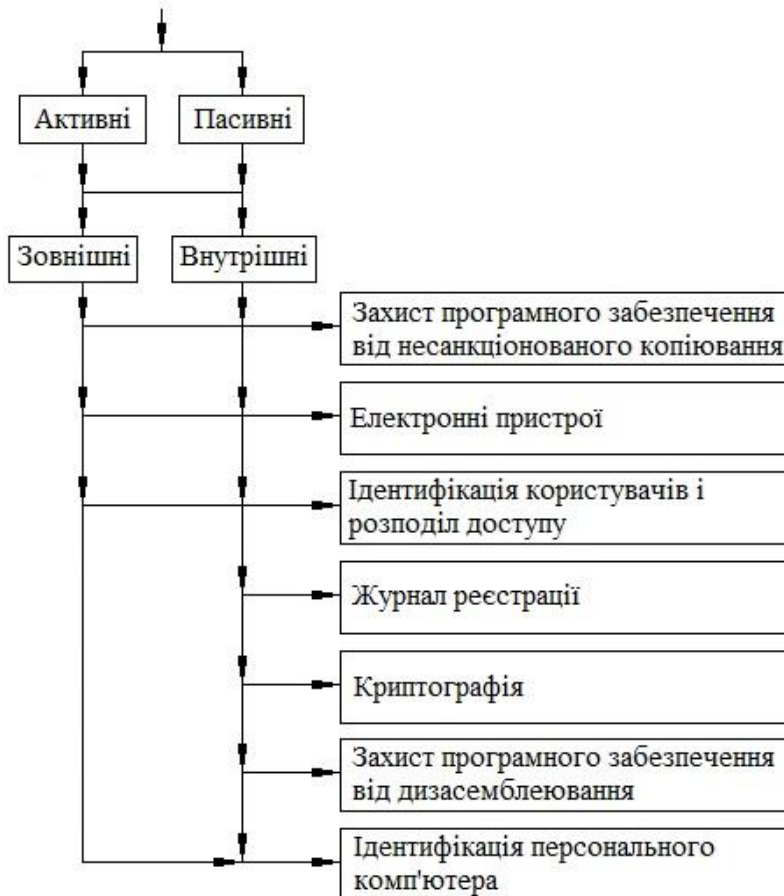 Активні
Пасивні
Зовнішні
Внутрішні
Захист програмного забезпечення
від несанкціонованого копіювання
Електронні пристрої
Ідентифікація користувачів і
розподіл доступу
Журнал реєстрації
Криптографія
Захист програмного забезпечення
від дизасемблеювання
Ідентифікація персонального
комп'ютера